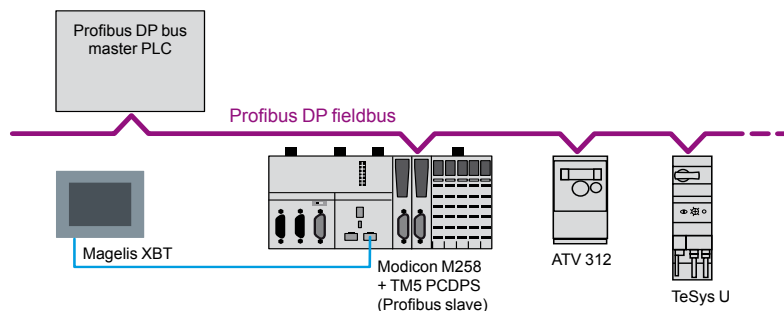 Profibus DP bus
master PLC
Profibus DP fieldbus
Magelis XBT
Modicon M258
+ TM5 PCDPS
(Profibus slave)
ATV 312
TeSys U